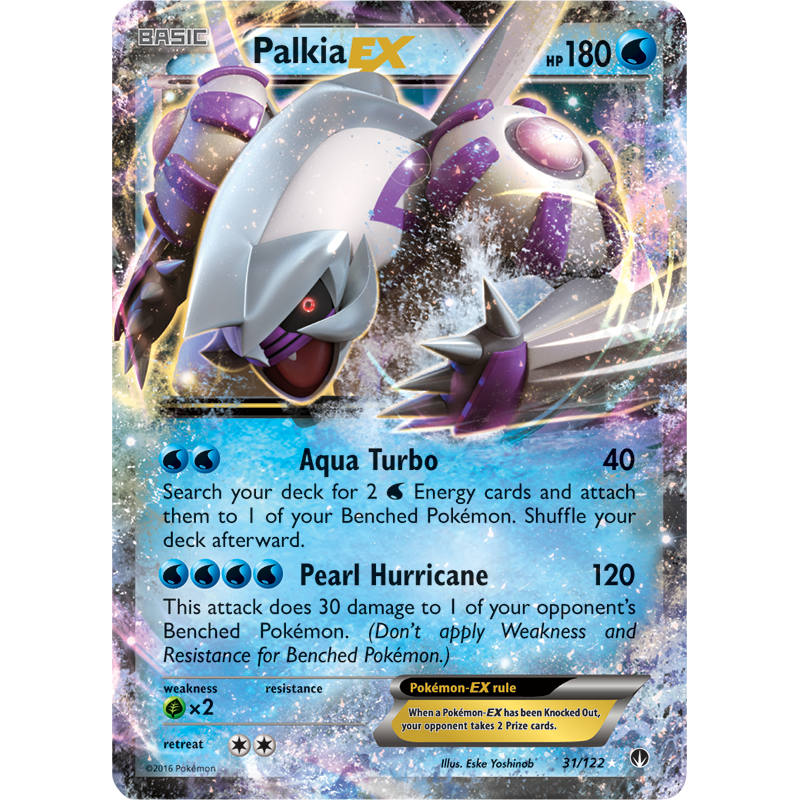 BASIC
Palkia EX HP 180
Aqua Turbo 40
Search your deck for 2 Energy cards and attach
them to 1 of your Benched Pokémon. Shuffle your
deck afterward.
Pearl Hurricane 120
This attack does 30 damage to 1 of your opponent's
Benched Pokémon. (Don't apply Weakness and
Resistance for Benched Pokémon.)
weakness resistance
×2
Pokémon-EX rule
When a Pokémon-EX has been Knocked Out,
your opponent takes 2 Prize cards.
retreat
©2016 Pokémon
Illus. Eske Yoshinob
31/122